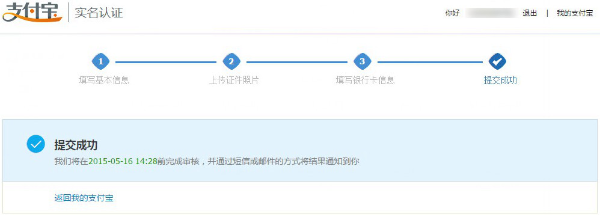 支付宝 | 实名认证
你好 退出 | 我的支付宝
1 2 3
填写基本信息 上传证件照片 填写银行卡信息 提交成功
提交成功
我们将在2015-05-16 14:28前完成审核，并通过短信或邮件的方式将结果通知到你
返回我的支付宝